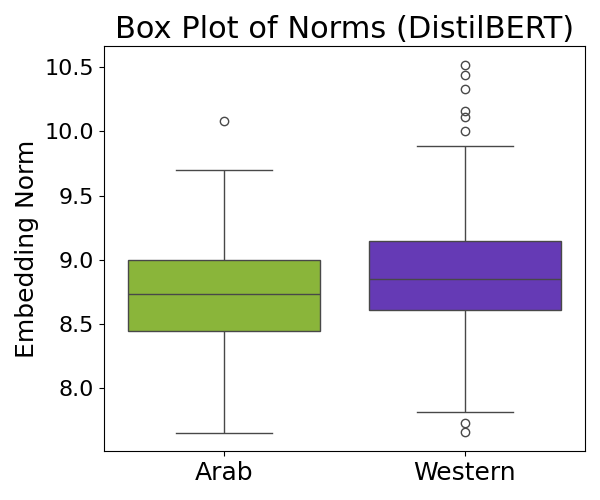 Box Plot of Norms (DistilBERT)
Embedding Norm
10.5
10.0
9.5
9.0
8.5
8.0
Arab
Western